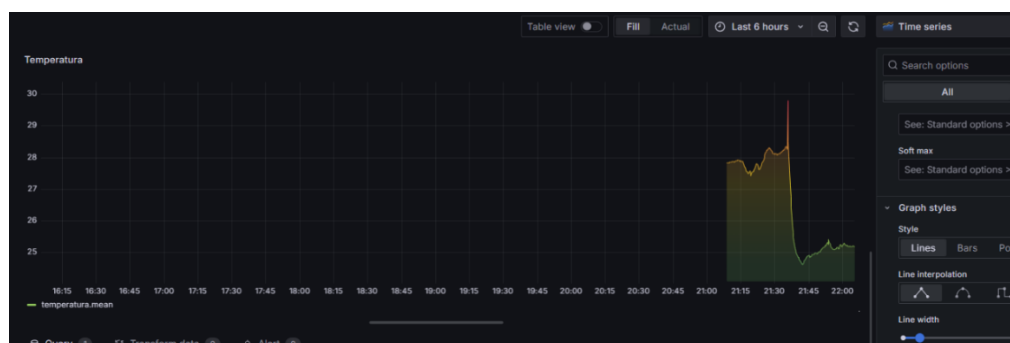 Table view Fill Actual Last 6 hours Time series
Temperatura
Search options
All
30
29
28
27
26
25
See: Standard options >
Soft max
See: Standard options >
Graph styles
Style
Lines Bars Po
Line interpolation
Line width
16:15 16:30 16:45 17:00 17:15 17:30 17:45 18:00 18:15 18:30 18:45 19:00 19:15 19:30 19:45 20:00 20:15 20:30 20:45 21:00 21:15 21:30 21:45 22:00
temperatura.mean